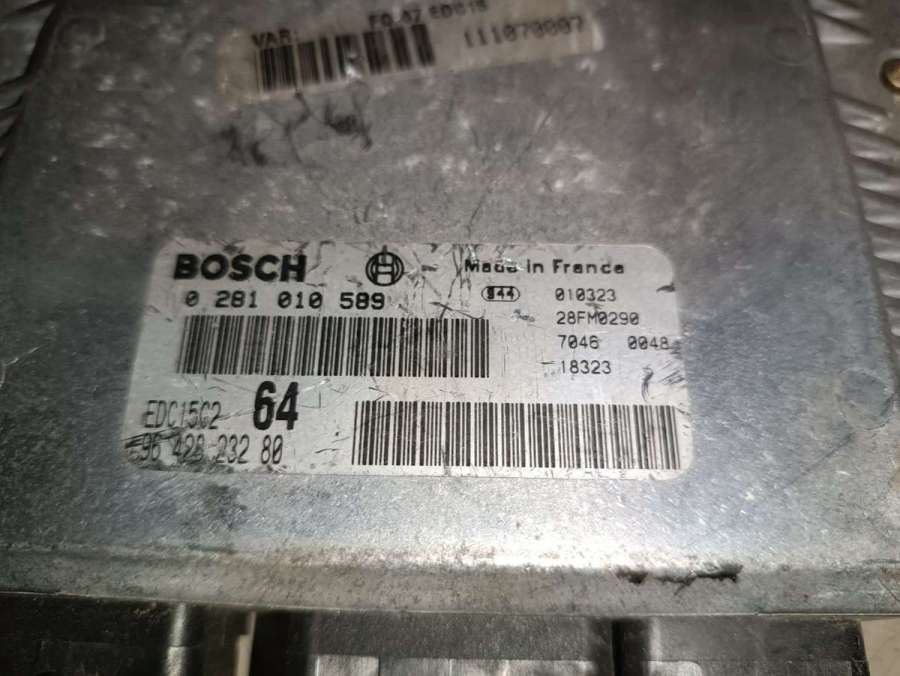 VAR:
111070007
BOSCH
Made in France
0 281 010 589
010323
28FM0290
7046 0048
18323
EDC15C2
64
96 428 232 80